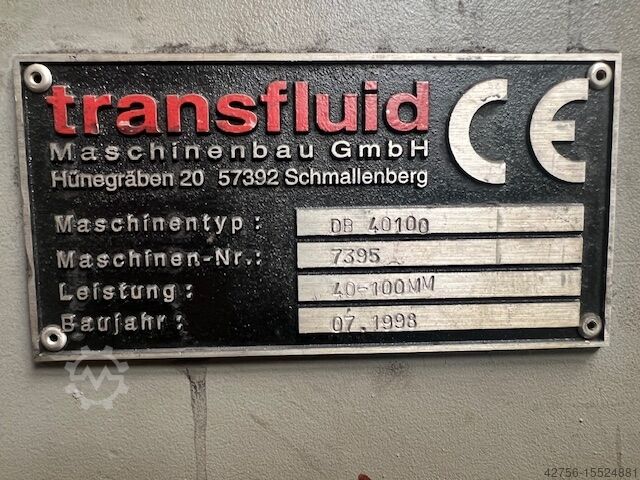 transfluid
CE
Maschinenbau GmbH
Hünegräben 20 57392 Schmallenberg
Maschinentyp: DB 40100
Maschinen-Nr.: 7395
Leistung: 40-100MM
Baujahr: 07.1998
42756-15524881